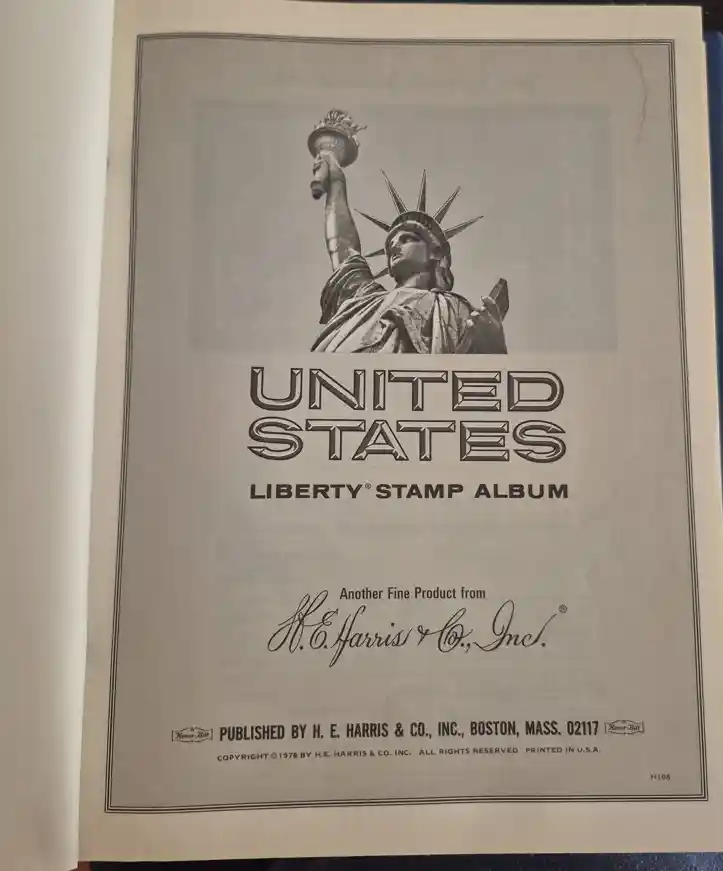 UNITED
STATES
LIBERTY® STAMP ALBUM
Another Fine Product from
H. E. Harris & Co., Inc.®
PUBLISHED BY H. E. HARRIS & CO., INC., BOSTON, MASS. 02117
COPYRIGHT © 1978 BY H.E. HARRIS & CO. INC. ALL RIGHTS RESERVED PRINTED IN U.S.A.
H108